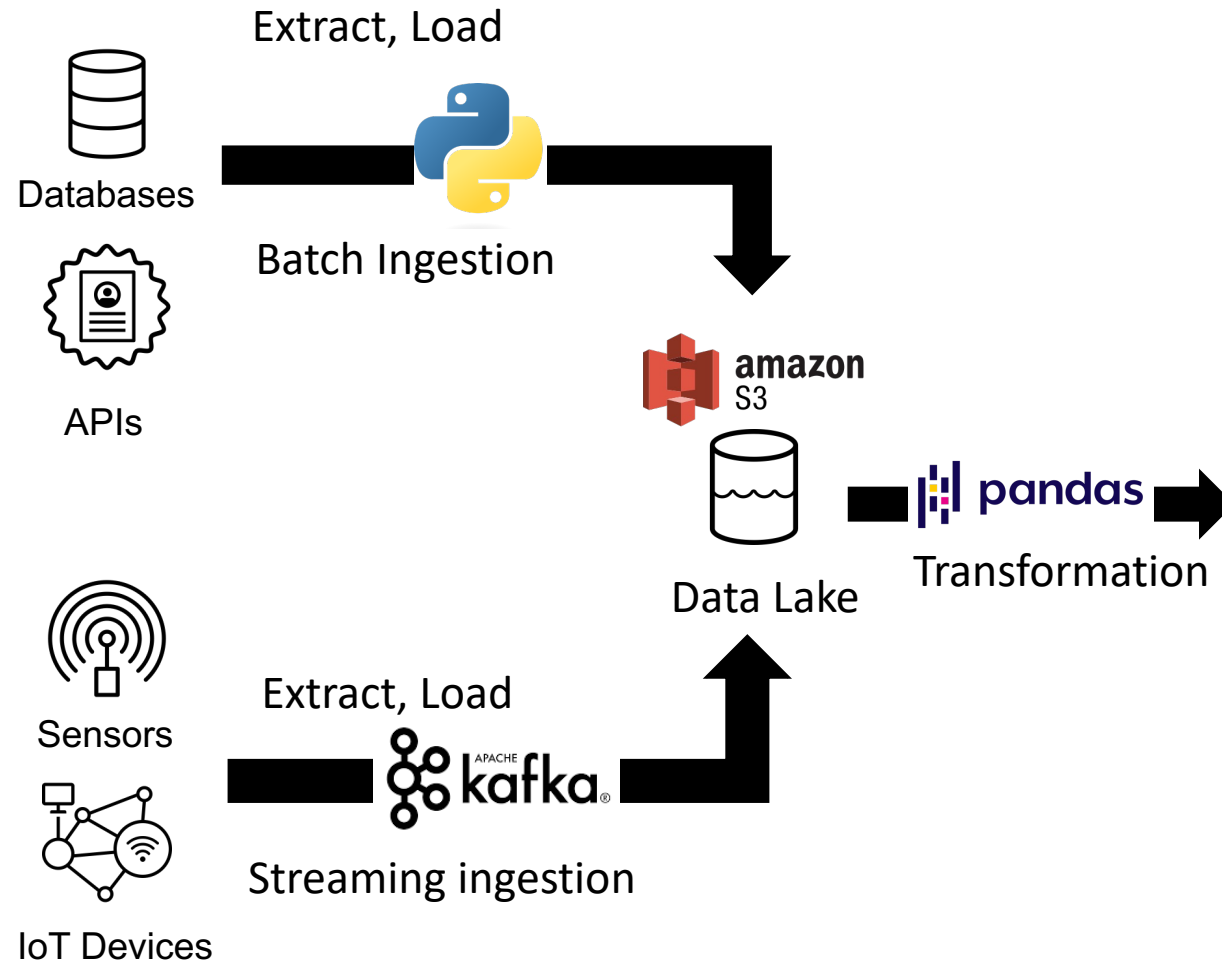 Extract, Load
Databases
Batch Ingestion
APIs
amazon
S3
pandas
Transformation
Data Lake
Sensors
Extract, Load
APACHE
kafka®
Streaming ingestion
IoT Devices